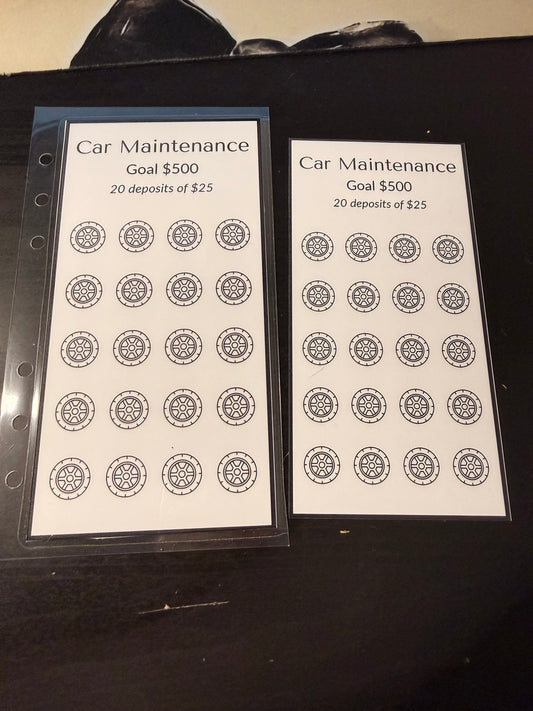 Car Maintenance
Goal $500
20 deposits of $25
Car Maintenance
Goal $500
20 deposits of $25